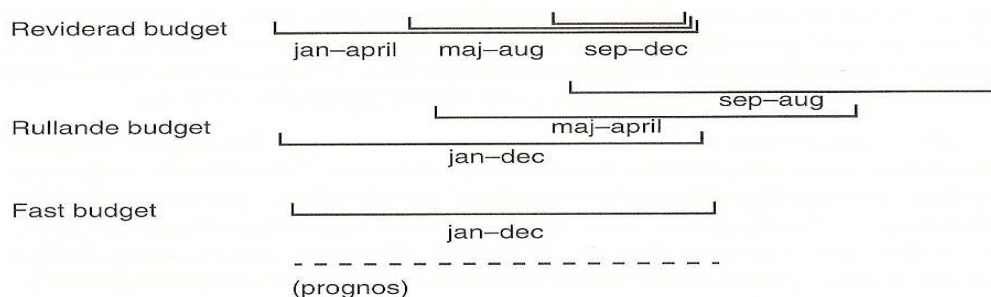 Reviderad budget
jan–april maj–aug sep–dec
sep–aug
Rullande budget maj–april
jan–dec
Fast budget
jan–dec
(prognos)